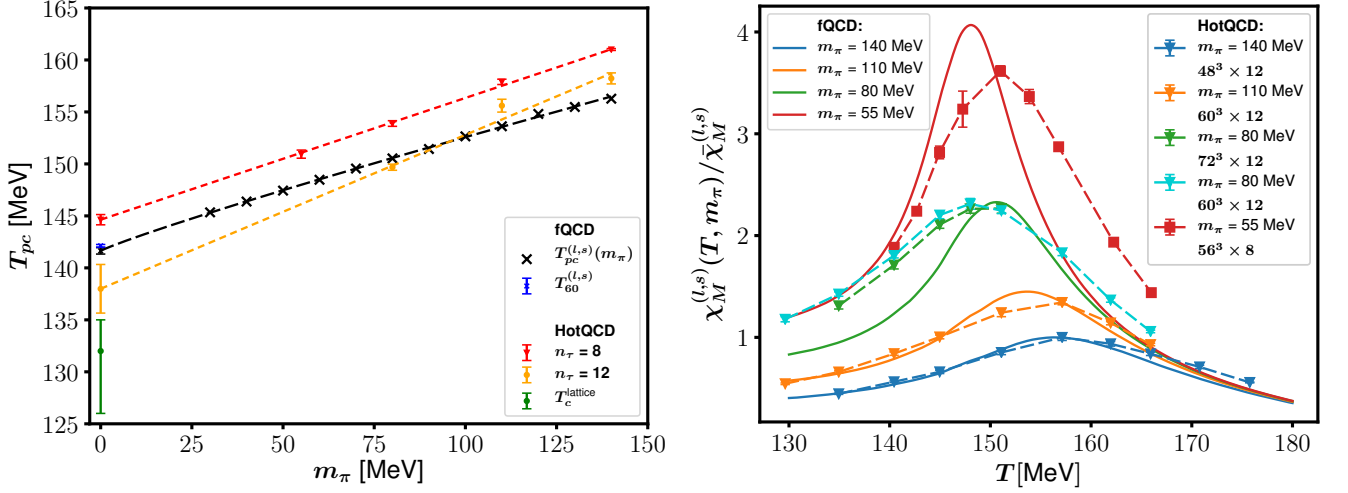 165
160
155
150
145
140
135
130
125
T_pc [MeV]
0
25
50
75
100
125
150
m_π [MeV]
fQCD
T_pc^(l,s)(m_π)
T_60^(l,s)
HotQCD
n_τ = 8
n_τ = 12
T_c^lattice
4
3
2
1
χ_M^(l,s)(T, m_π)/χ̄_M^(l,s)
130
140
150
160
170
180
T[MeV]
fQCD:
m_π = 140 MeV
m_π = 110 MeV
m_π = 80 MeV
m_π = 55 MeV
HotQCD:
m_π = 140 MeV
48³ × 12
m_π = 110 MeV
60³ × 12
m_π = 80 MeV
72³ × 12
m_π = 80 MeV
60³ × 12
m_π = 55 MeV
56³ × 8